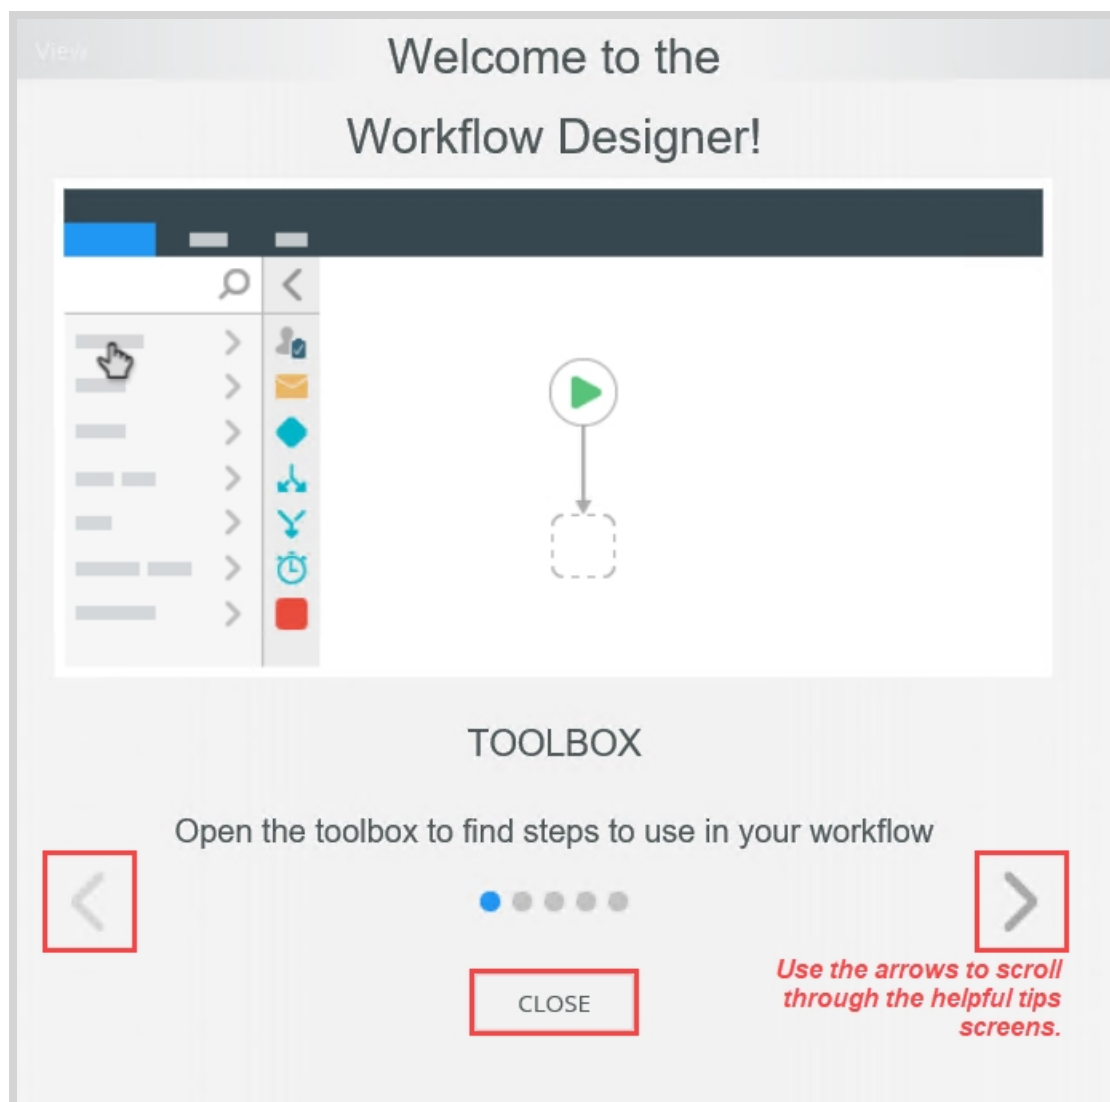 View
Welcome to the
Workflow Designer!
TOOLBOX
Open the toolbox to find steps to use in your workflow
Use the arrows to scroll
through the helpful tips
screens.
CLOSE